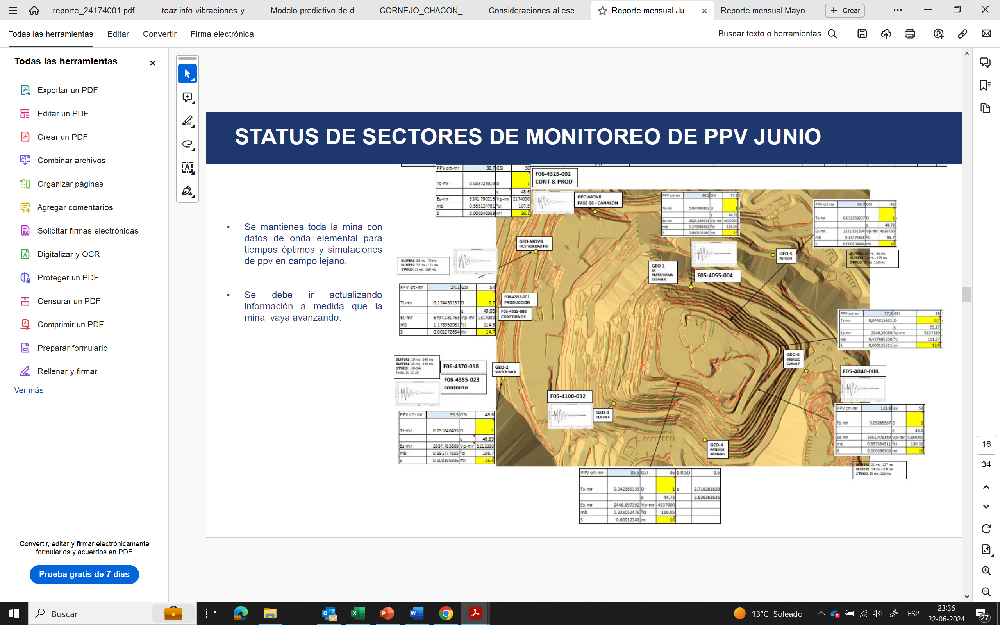 reporte_24174001.pdf
toaz.info-vibraciones-y-...
Modelo-predictivo-de-d...
CORNEJO_CHACON_...
Consideraciones al esc...
Reporte mensual Ju...
Reporte mensual Mayo ...
+ Crear
Todas las herramientas
Editar
Convertir
Firma electrónica
Buscar texto o herramientas
Todas las herramientas
Exportar un PDF
Editar un PDF
Crear un PDF
Combinar archivos
Organizar páginas
Agregar comentarios
Solicitar firmas electrónicas
Digitalizar y OCR
Proteger un PDF
Censurar un PDF
Comprimir un PDF
Preparar formulario
Rellenar y firmar
Ver más
Convertir, editar y firmar electrónicamente
formularios y acuerdos en PDF
Prueba gratis de 7 días
STATUS DE SECTORES DE MONITOREO DE PPV JUNIO
• Se mantienes toda la mina con
datos de onda elemental para
tiempos óptimos y simulaciones
de ppv en campo lejano.
• Se debe ir actualizando
información a medida que la
mina vaya avanzando.
PPV crt-mr 30.7 GSI 50
Ts-mr 0.045723919 D 1
ε 48.6
Es-mr 3241.790215 Vp-mr 2174000
mb 0.565124761 ⁶ci 107.5
S 0.000240369 mi 20.1
F06-4325-002
CONT & PROD
GEO-MOVIl
FASE 06 - CANALON
PPV crt-mr 90.2 GSI 47.3
Ts-mr 0.047949102 D 1
ε 44.73
Es-mr 2624.389531 Vp-mr 4937000
mb 0.370946663 ⁶ci 116.05
S 0.000153266 mi 16
PPV crt-mr 69.7 GSI 45
Ts-mr 0.032758297 D 1
ε 44.73
Es-mr 2321.851594 Vp-mr 4936750
mb 0.31474808 ⁶ci 98.7
S 0.000104464 mi 16
BUFFER1: 28 ms - 65 ms
BUFFER2: 24 ms - 295 ms
1°PROD: 19 ms -150 ms
GEO-MOVIL
INESTABILIDAD F06
BUFFER1: 33 ms - 79 ms
BUFFER2: 32 ms - 171 ms
1°PROD: 21 ms -180 ms
GEO-5
REFUJIO
GEO-1
EX
PLATAFORMA
DESAGUE
F05-4055-004
PPV crt-mr 24.1 GSI 54
Ts-mr 0.124450137 D 0.7
ε 49.05
Es-mr 6797.181763 Vp-mr 1317000
mb 1.173950981 ⁶ci 114.8
S 0.001272634 mi 14.7
F06-4355-001
PRODUCCIÓN
F06-4355-008
CONTORNOS
PPV crt-mr 77,2 GSI 38
Ts-mr 0,044315801 D 0,7
ε 55,17
Es-mr 2948,39089 Vp-mr 5137310
mb 0,427685958 ⁶ci 151,37
S 0,000125211 mi 12,9
BUFFER2: 19 ms - 240 ms
BUFFER1: 25 ms - 246 ms
1°PROD: : 20-147
Fecha:20-10-23
F06-4370-018
F06-4355-023
contorno
GEO-2
SIWTCH BACK
GEO-6
INGRESO
CURVA F
F05-4040-008
F05-4100-032
GEO-3
CURVA 4
GEO-4
PATIO DE
ARMADO
PPV crt-mr 93.5 GSI 48.6
Ts-mr 0.051840455 D 1
ε 46.89
Es-mr 2887.783869 Vp-mr 5211000
mb 0.391777555 ⁶ci 106.7
S 0.000190346 mi 15.4
PPV crt-mr 123.8 GSI 53
Ts-mr 0.09265587 D 1
ε 48.6
Es-mr 3961.478149 Vp-mr 5294000
mb 0.557354311 ⁶ci 130.31
S 0.000396302 mi 16
BUFFER2: 21 ms - 227 ms
BUFFER1: 19 ms - 200 ms
1°PROD: 15 ms -162 ms
PPV crt-mr 85.5 GSI 46 1-0.5D 0.5
Ts-mr 0.042365339 D 1 e 2.718281828
ε 44.73 2.636363636
Es-mr 2446.697392 Vp-mr 4937000
mb 0.338052478 ⁶ci 116.05
S 0.00012341 mi 16
16
34
Buscar
13°C Soleado
ESP
23:36
22-06-2024
27